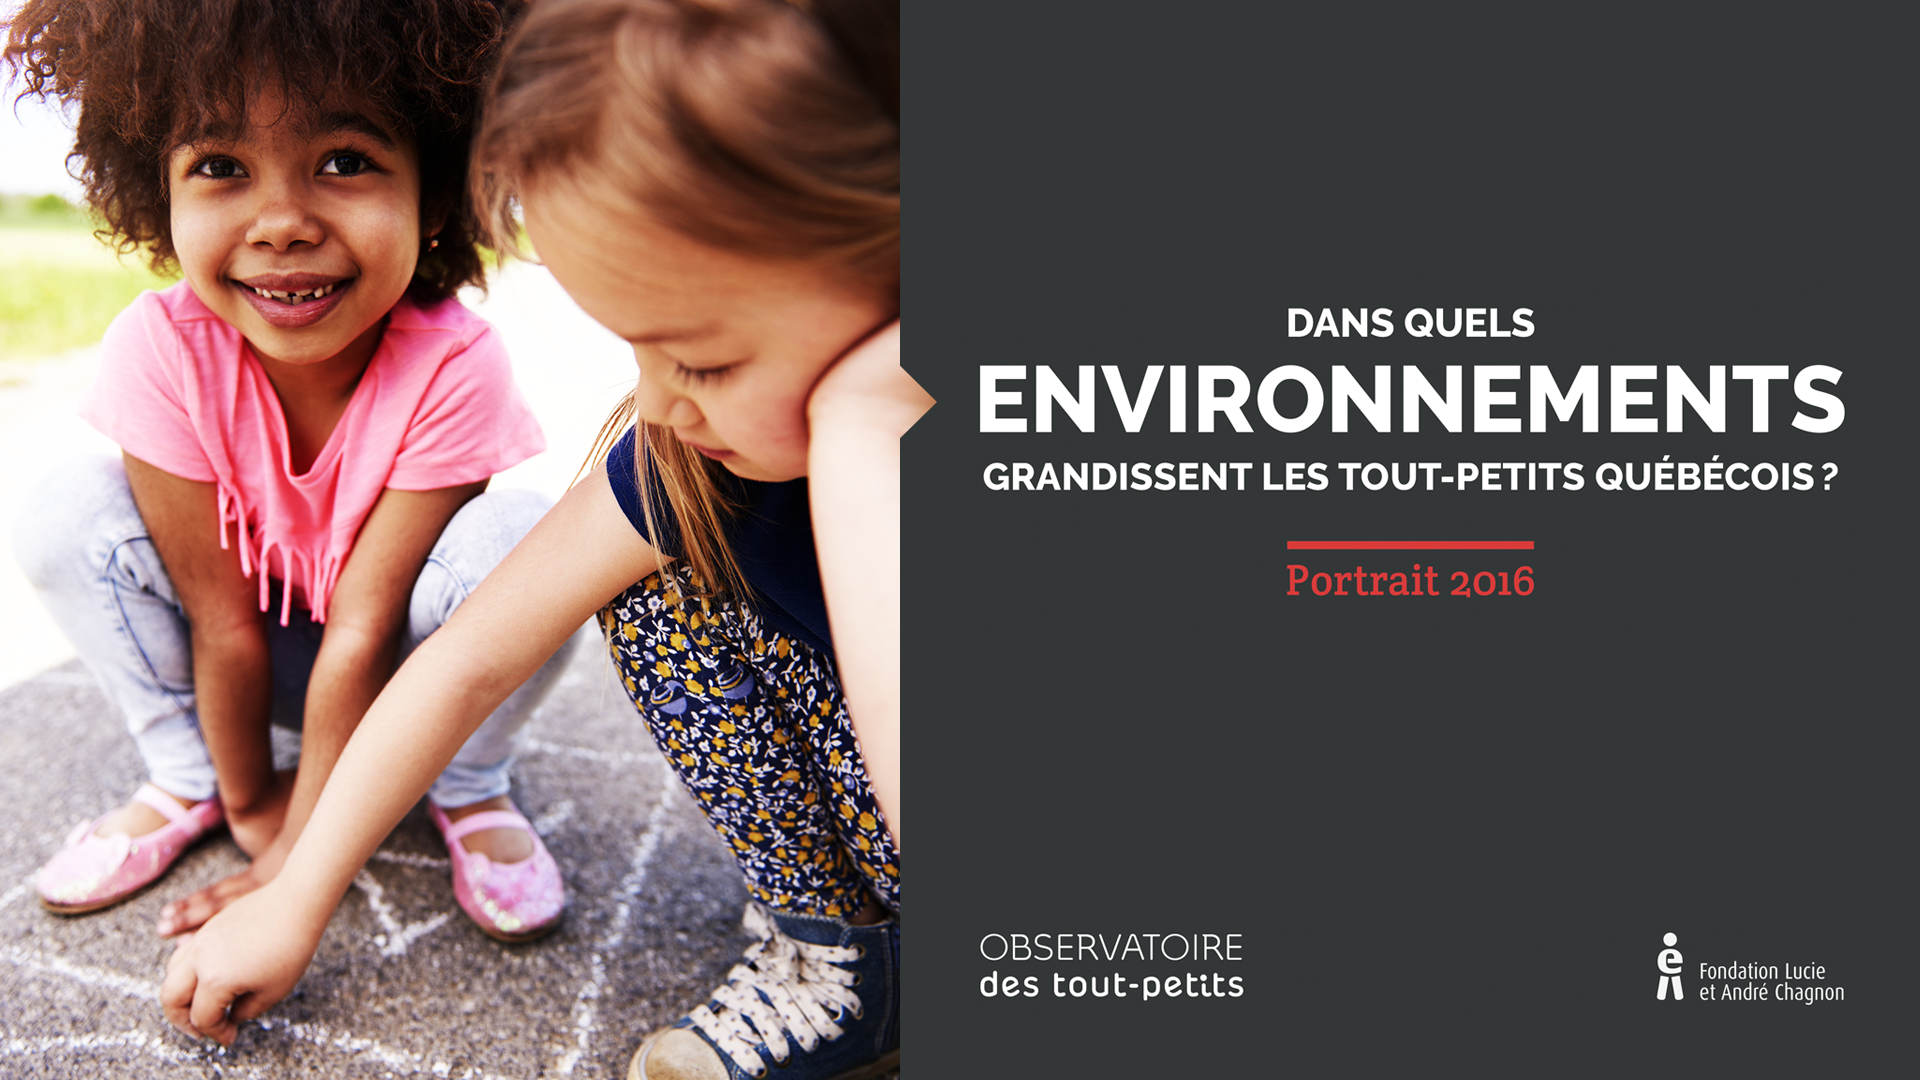 DANS QUELS
ENVIRONNEMENTS
GRANDISSENT LES TOUT-PETITS QUÉBÉCOIS ?
Portrait 2016
OBSERVATOIRE
des tout-petits
Fondation Lucie
et André Chagnon